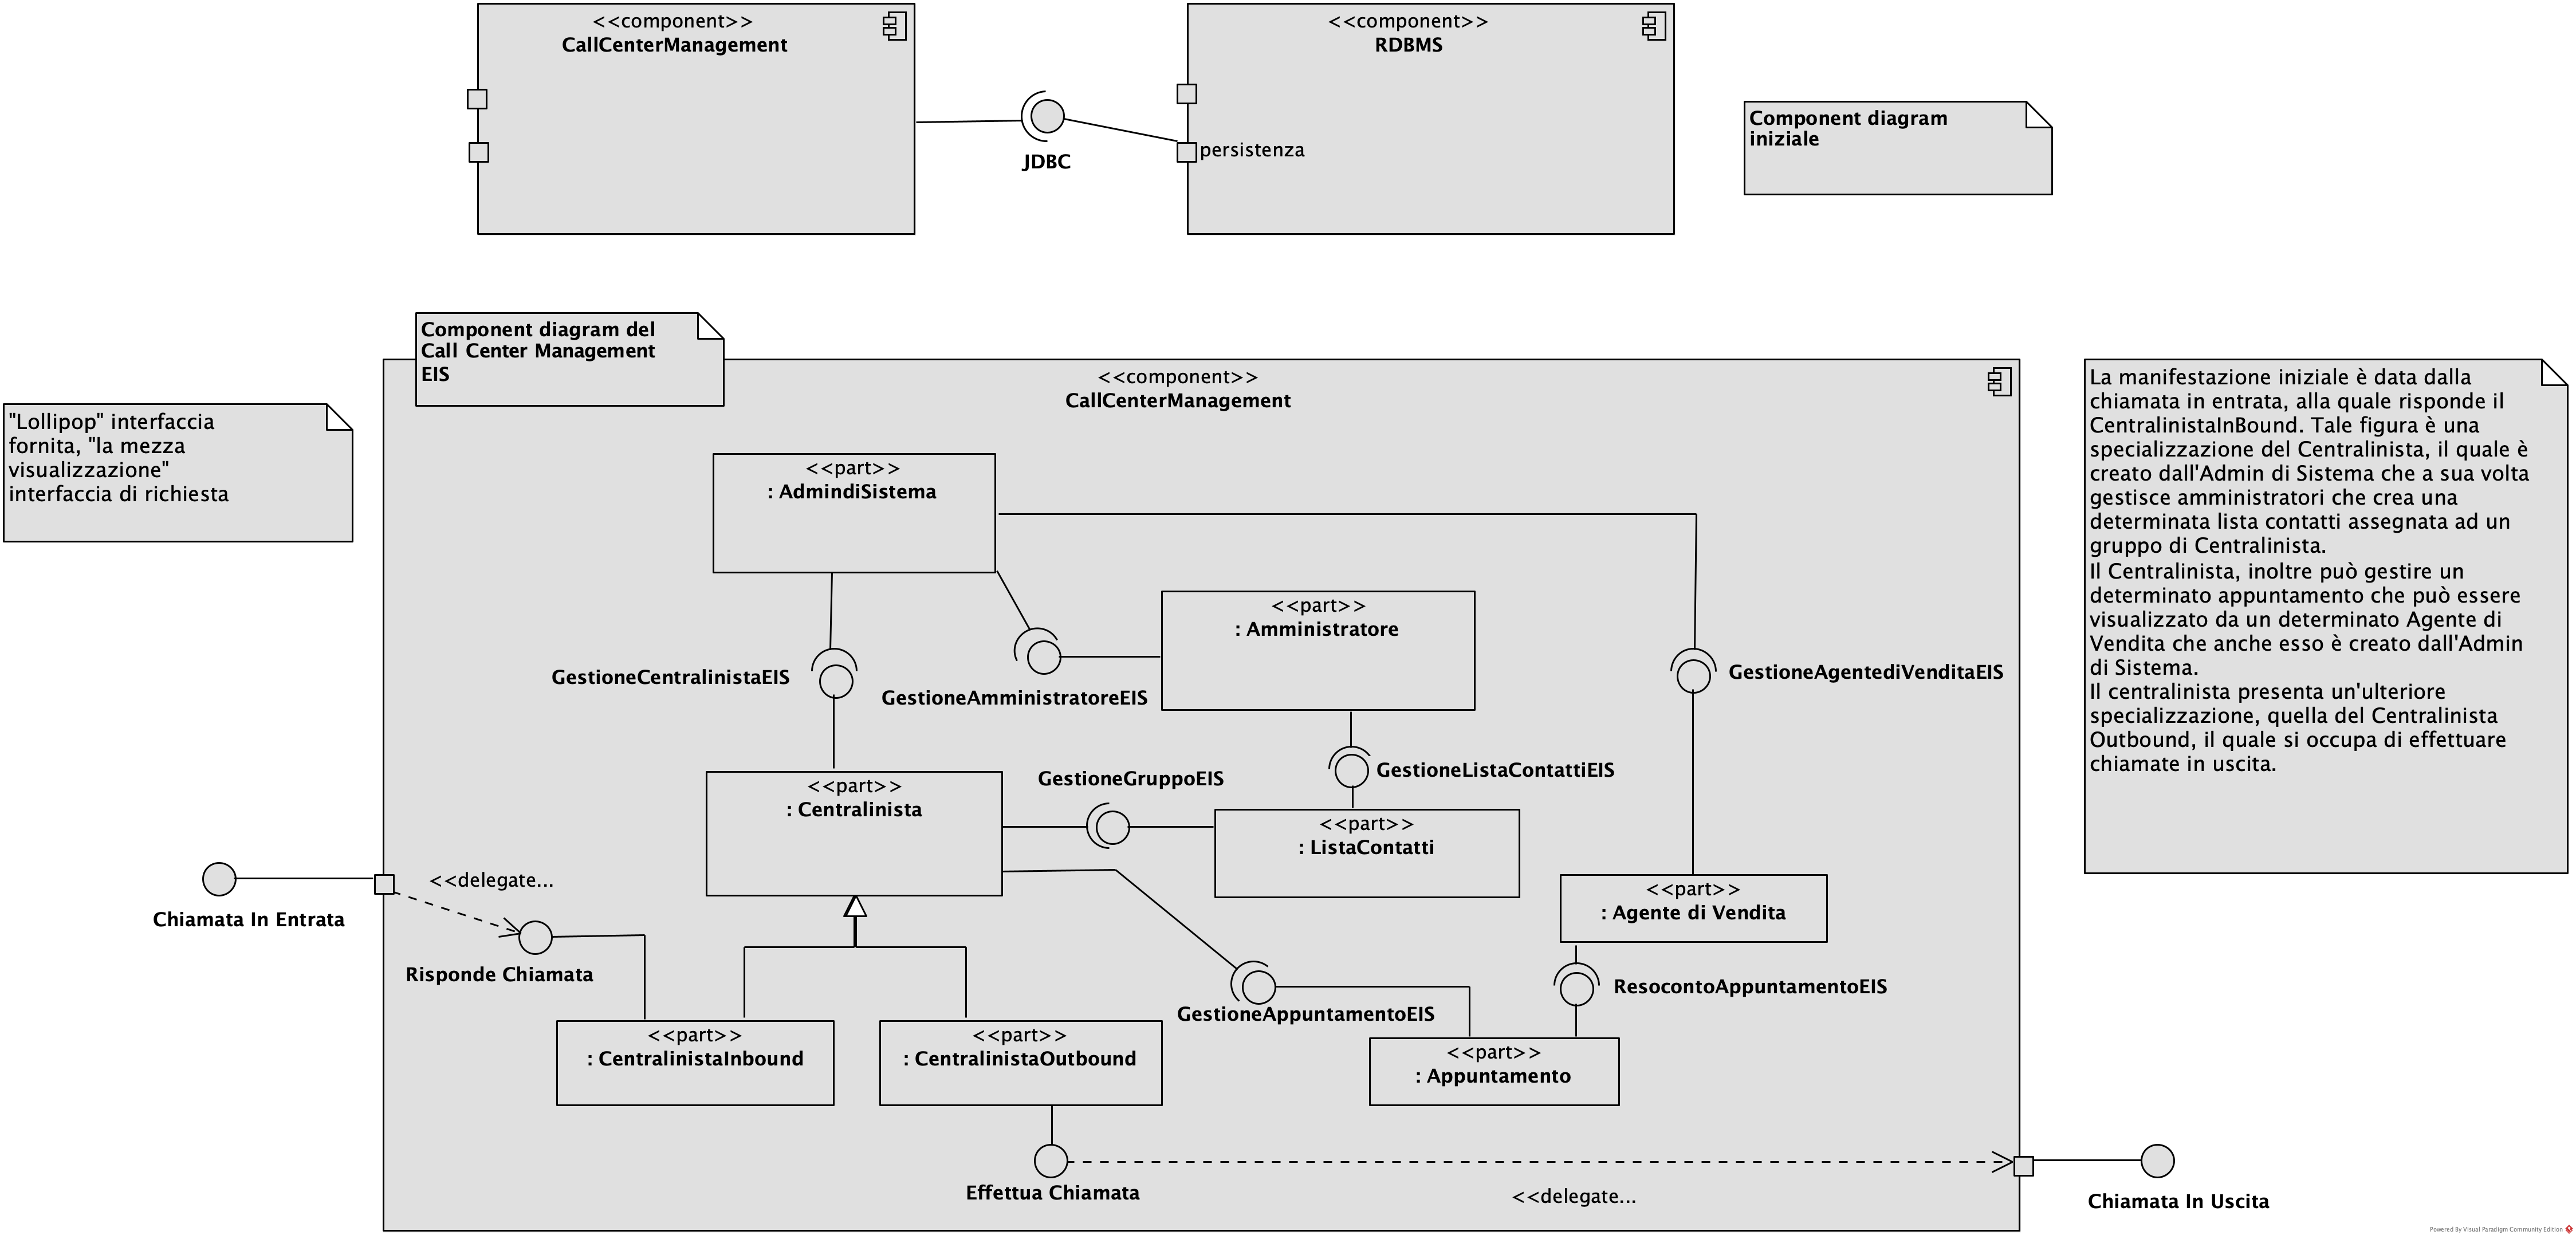 <<component>>
CallCenterManagement
<<component>>
RDBMS
JDBC
persistenza
Component diagram
iniziale
Component diagram del
Call Center Management
EIS
"Lollipop" interfaccia
fornita, "la mezza
visualizzazione"
interfaccia di richiesta
<<component>>
CallCenterManagement
La manifestazione iniziale è data dalla
chiamata in entrata, alla quale risponde il
CentralinistaInBound. Tale figura è una
specializzazione del Centralinista, il quale è
creato dall'Admin di Sistema che a sua volta
gestisce amministratori che crea una
determinata lista contatti assegnata ad un
gruppo di Centralinista.
Il Centralinista, inoltre può gestire un
determinato appuntamento che può essere
visualizzato da un determinato Agente di
Vendita che anche esso è creato dall'Admin
di Sistema.
Il centralinista presenta un'ulteriore
specializzazione, quella del Centralinista
Outbound, il quale si occupa di effettuare
chiamate in uscita.
<<part>>
: AdmindiSistema
<<part>>
: Amministratore
GestioneCentralinistaEIS
GestioneAmministratoreEIS
GestioneAgentediVenditaEIS
<<part>>
: Centralinista
GestioneGruppoEIS
GestioneListaContattiEIS
<<part>>
: ListaContatti
<<part>>
: Agente di Vendita
Chiamata In Entrata
<<delegate...
Risponde Chiamata
GestioneAppuntamentoEIS
ResocontoAppuntamentoEIS
<<part>>
: CentralinistaInbound
<<part>>
: CentralinistaOutbound
<<part>>
: Appuntamento
Effettua Chiamata
<<delegate...
Chiamata In Uscita
Powered By Visual Paradigm Community Edition